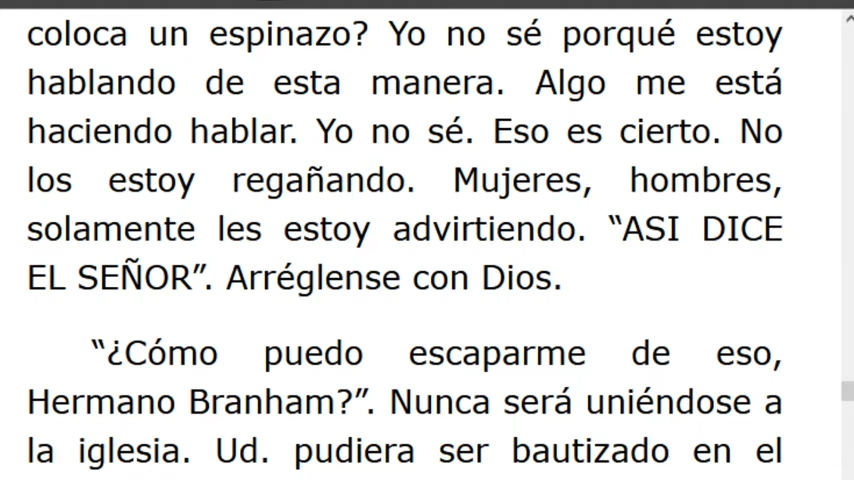 coloca un espinazo? Yo no sé porqué estoy
hablando de esta manera. Algo me está
haciendo hablar. Yo no sé. Eso es cierto. No
los estoy regañando. Mujeres, hombres,
solamente les estoy advirtiendo. “ASI DICE
EL SEÑOR”. Arréglense con Dios.
“¿Cómo puedo escaparme de eso,
Hermano Branham?”. Nunca será uniéndose a
la iglesia. Ud. pudiera ser bautizado en el